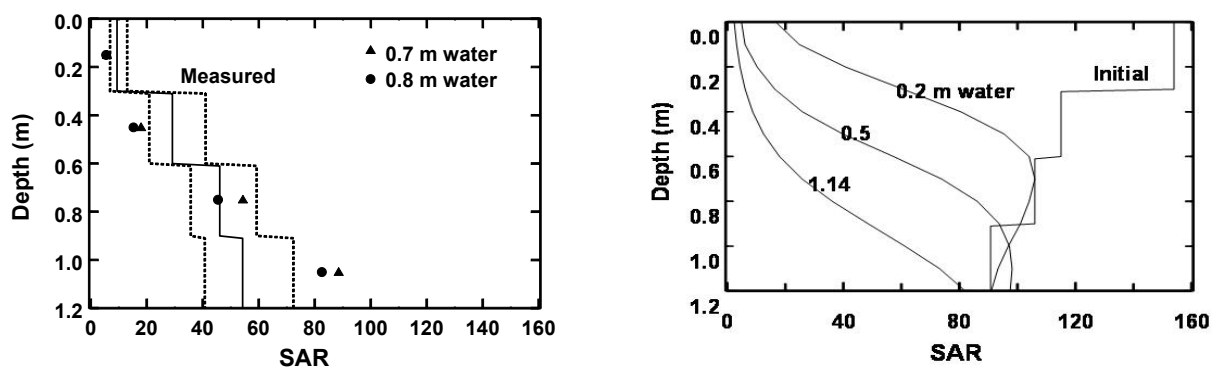 0.0
0.2
0.4
0.6
0.8
1.0
1.2
Depth (m)
Measured
▲ 0.7 m water
● 0.8 m water
0 20 40 60 80 100 120 140 160
SAR
0.0
0.2
0.4
0.6
0.8
1.0
1.2
Depth (m)
Initial
0.2 m water
0.5
1.14
0 40 80 120 160
SAR